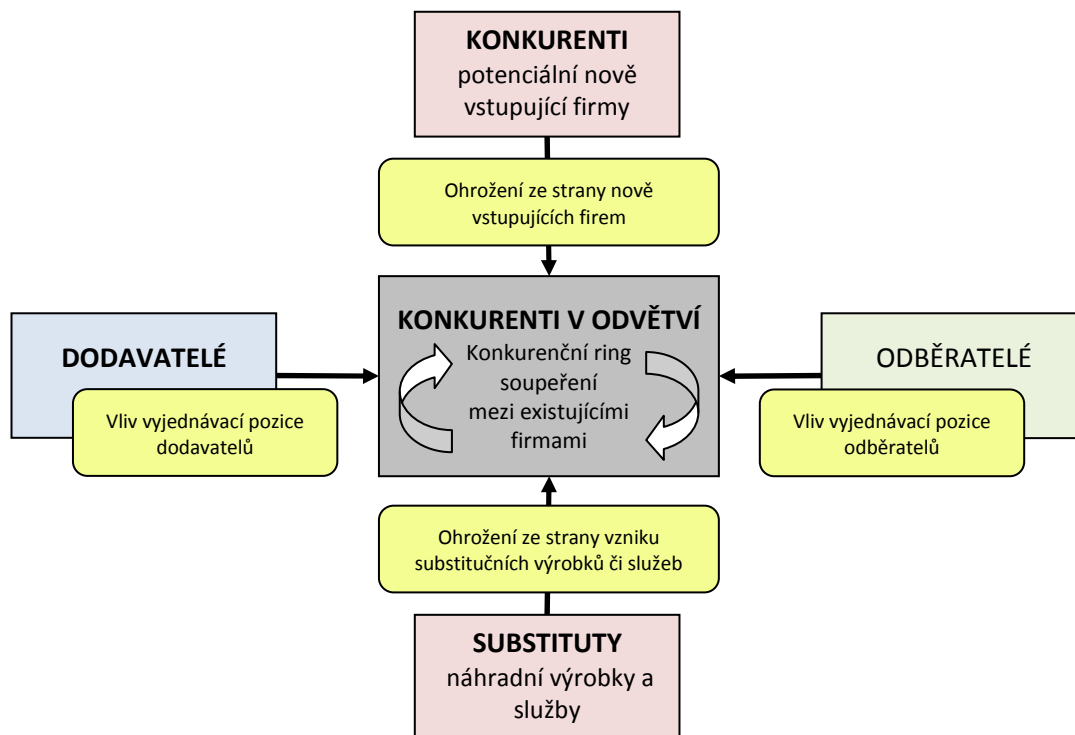 KONKURENTI
potenciální nově
vstupující firmy
Ohrožení ze strany nově
vstupujících firem
KONKURENTI V ODVĚTVÍ
Konkurenční ring
soupeření
mezi existujícími
firmami
DODAVATELÉ
Vliv vyjednávací pozice
dodavatelů
ODBĚRATELÉ
Vliv vyjednávací pozice
odběratelů
Ohrožení ze strany vzniku
substitučních výrobků či služeb
SUBSTITUTY
náhradní výrobky a
služby